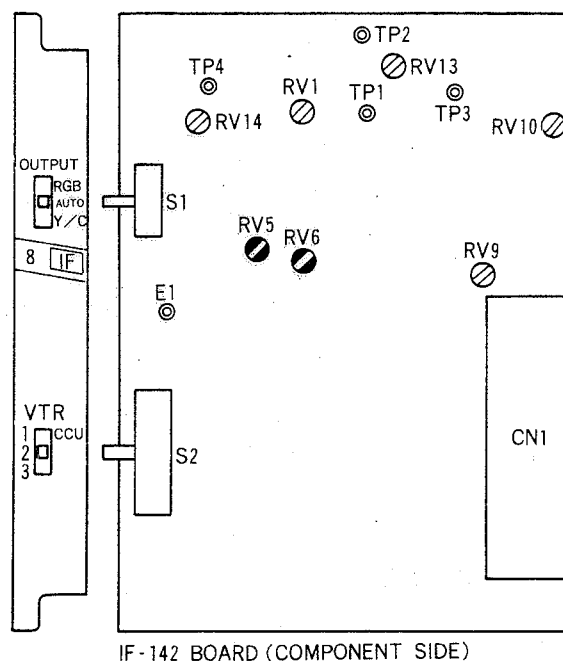 TP2
TP4
RV13
RV1
RV14
TP1
TP3
RV10
OUTPUT
RGB
AUTO
Y/C
S1
8 IF
RV5
RV6
RV9
E1
VTR
1 CCU
2
3
S2
CN1
IF-142 BOARD (COMPONENT SIDE)